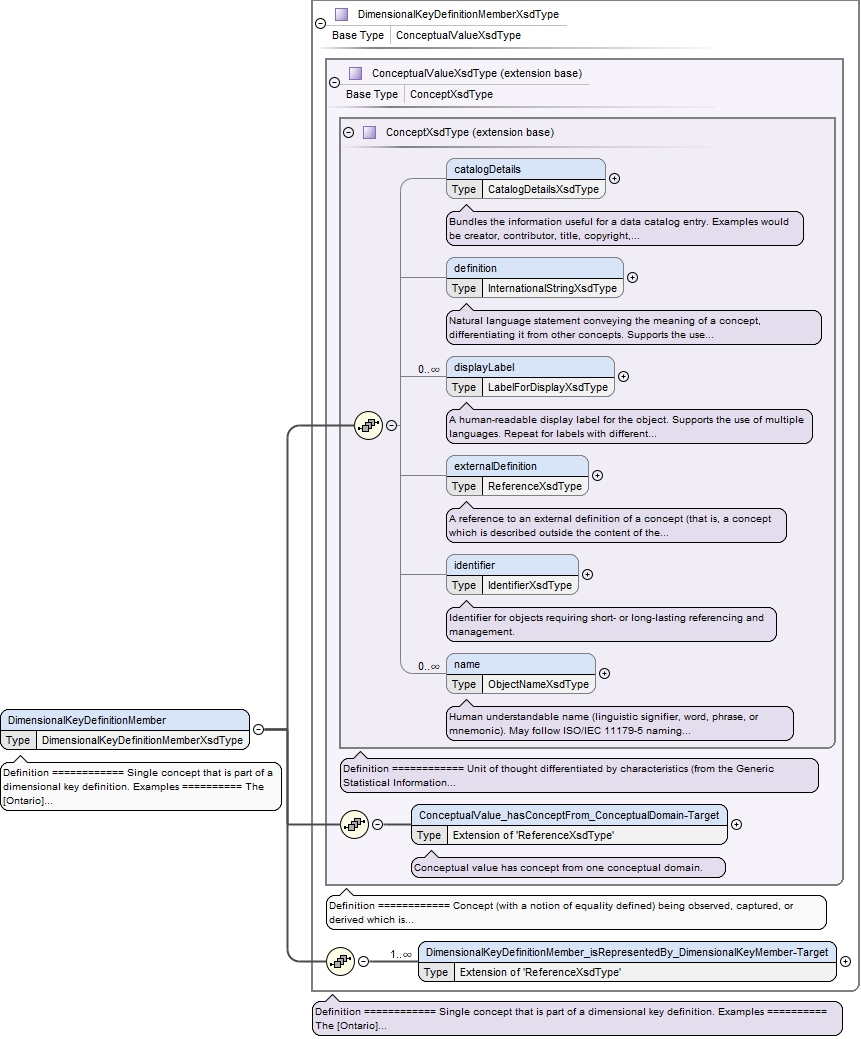 DimensionalKeyDefinitionMemberXsdType
Base Type ConceptualValueXsdType
ConceptualValueXsdType (extension base)
Base Type ConceptXsdType
ConceptXsdType (extension base)
catalogDetails
Type CatalogDetailsXsdType
Bundles the information useful for a data catalog entry. Examples would
be creator, contributor, title, copyright,...
definition
Type InternationalStringXsdType
Natural language statement conveying the meaning of a concept,
differentiating it from other concepts. Supports the use...
0..∞
displayLabel
Type LabelForDisplayXsdType
A human-readable display label for the object. Supports the use of multiple
languages. Repeat for labels with different...
externalDefinition
Type ReferenceXsdType
A reference to an external definition of a concept (that is, a concept
which is described outside the content of the...
identifier
Type IdentifierXsdType
Identifier for objects requiring short- or long-lasting referencing and
management.
0..∞
name
Type ObjectNameXsdType
Human understandable name (linguistic signifier, word, phrase, or
mnemonic). May follow ISO/IEC 11179-5 naming...
DimensionalKeyDefinitionMember
Type DimensionalKeyDefinitionMemberXsdType
Definition ============ Single concept that is part of a
dimensional key definition. Examples ========== The
[Ontario]...
Definition ============ Unit of thought differentiated by characteristics (from the Generic
Statistical Information...
ConceptualValue_hasConceptFrom_ConceptualDomain-Target
Type Extension of 'ReferenceXsdType'
Conceptual value has concept from one conceptual domain.
Definition ============ Concept (with a notion of equality defined) being observed, captured, or
derived which is...
1..∞
DimensionalKeyDefinitionMember_isRepresentedBy_DimensionalKeyMember-Target
Type Extension of 'ReferenceXsdType'
Definition ============ Single concept that is part of a dimensional key definition. Examples ==========
The [Ontario]...